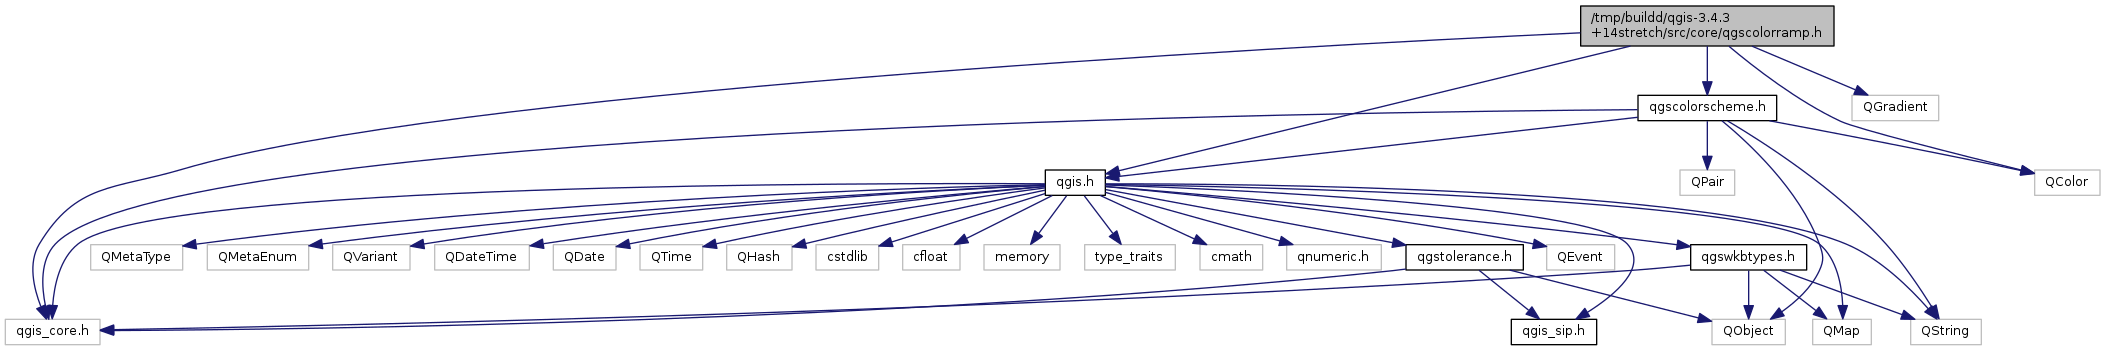 /tmp/buildd/qgis-3.4.3
+14stretch/src/core/qgscolorramp.h
qgscolorscheme.h
QGradient
qgis.h
QPair
QColor
QMetaType
QMetaEnum
QVariant
QDateTime
QDate
QTime
QHash
cstdlib
cfloat
memory
type_traits
cmath
qnumeric.h
qgstolerance.h
QEvent
qgswkbtypes.h
qgis_core.h
qgis_sip.h
QObject
QMap
QString